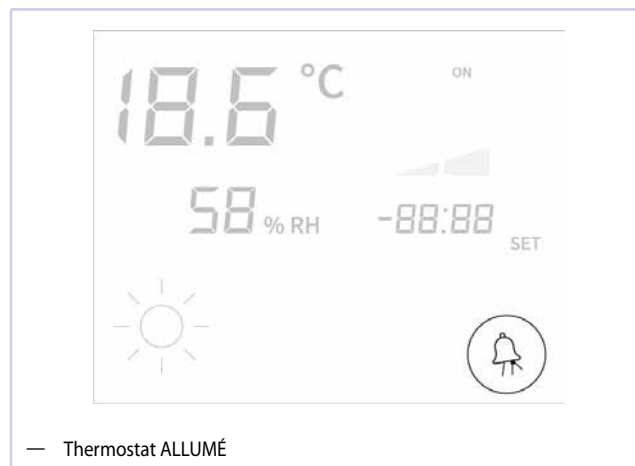 18.6 °C ON
58 % RH -88:88
SET
— Thermostat ALLUMÉ